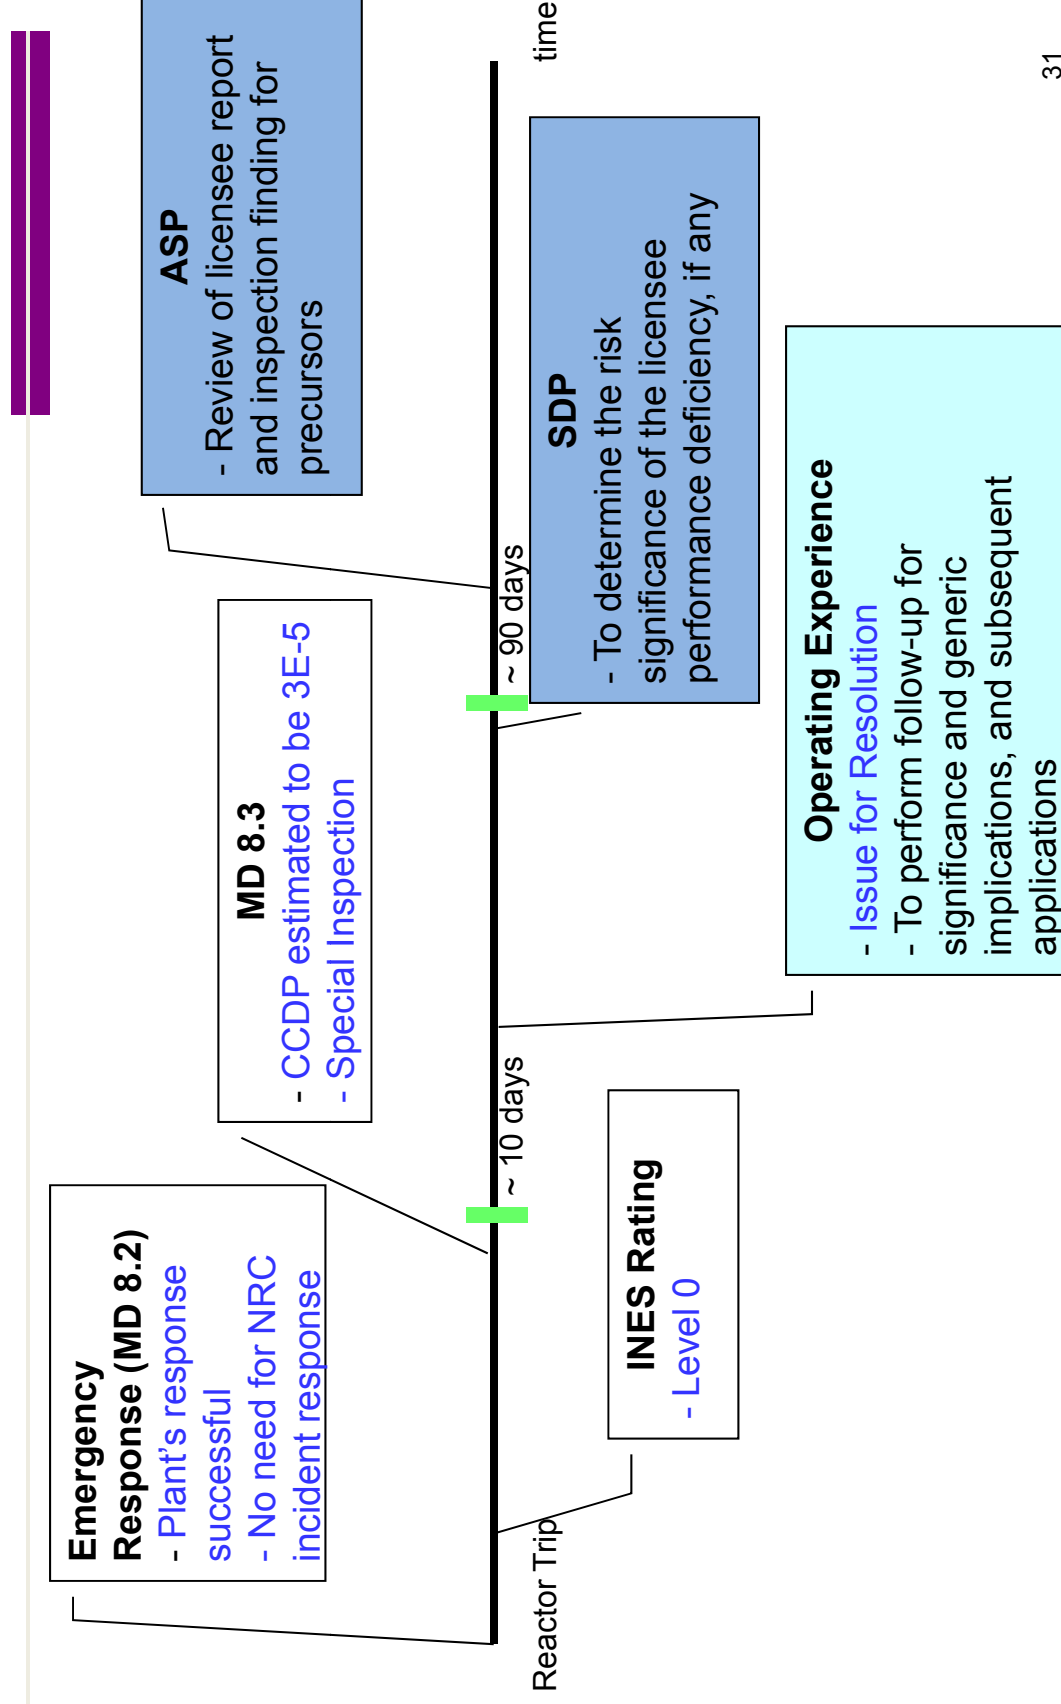 Emergency
Response (MD 8.2)
- Plant's response
successful
- No need for NRC
incident response
MD 8.3
- CCDP estimated to be 3E-5
- Special Inspection
ASP
- Review of licensee report
and inspection finding for
precursors
Reactor Trip
~ 10 days
~ 90 days
time
INES Rating
- Level 0
SDP
- To determine the risk
significance of the licensee
performance deficiency, if any
Operating Experience
- Issue for Resolution
- To perform follow-up for
significance and generic
implications, and subsequent
applications
31